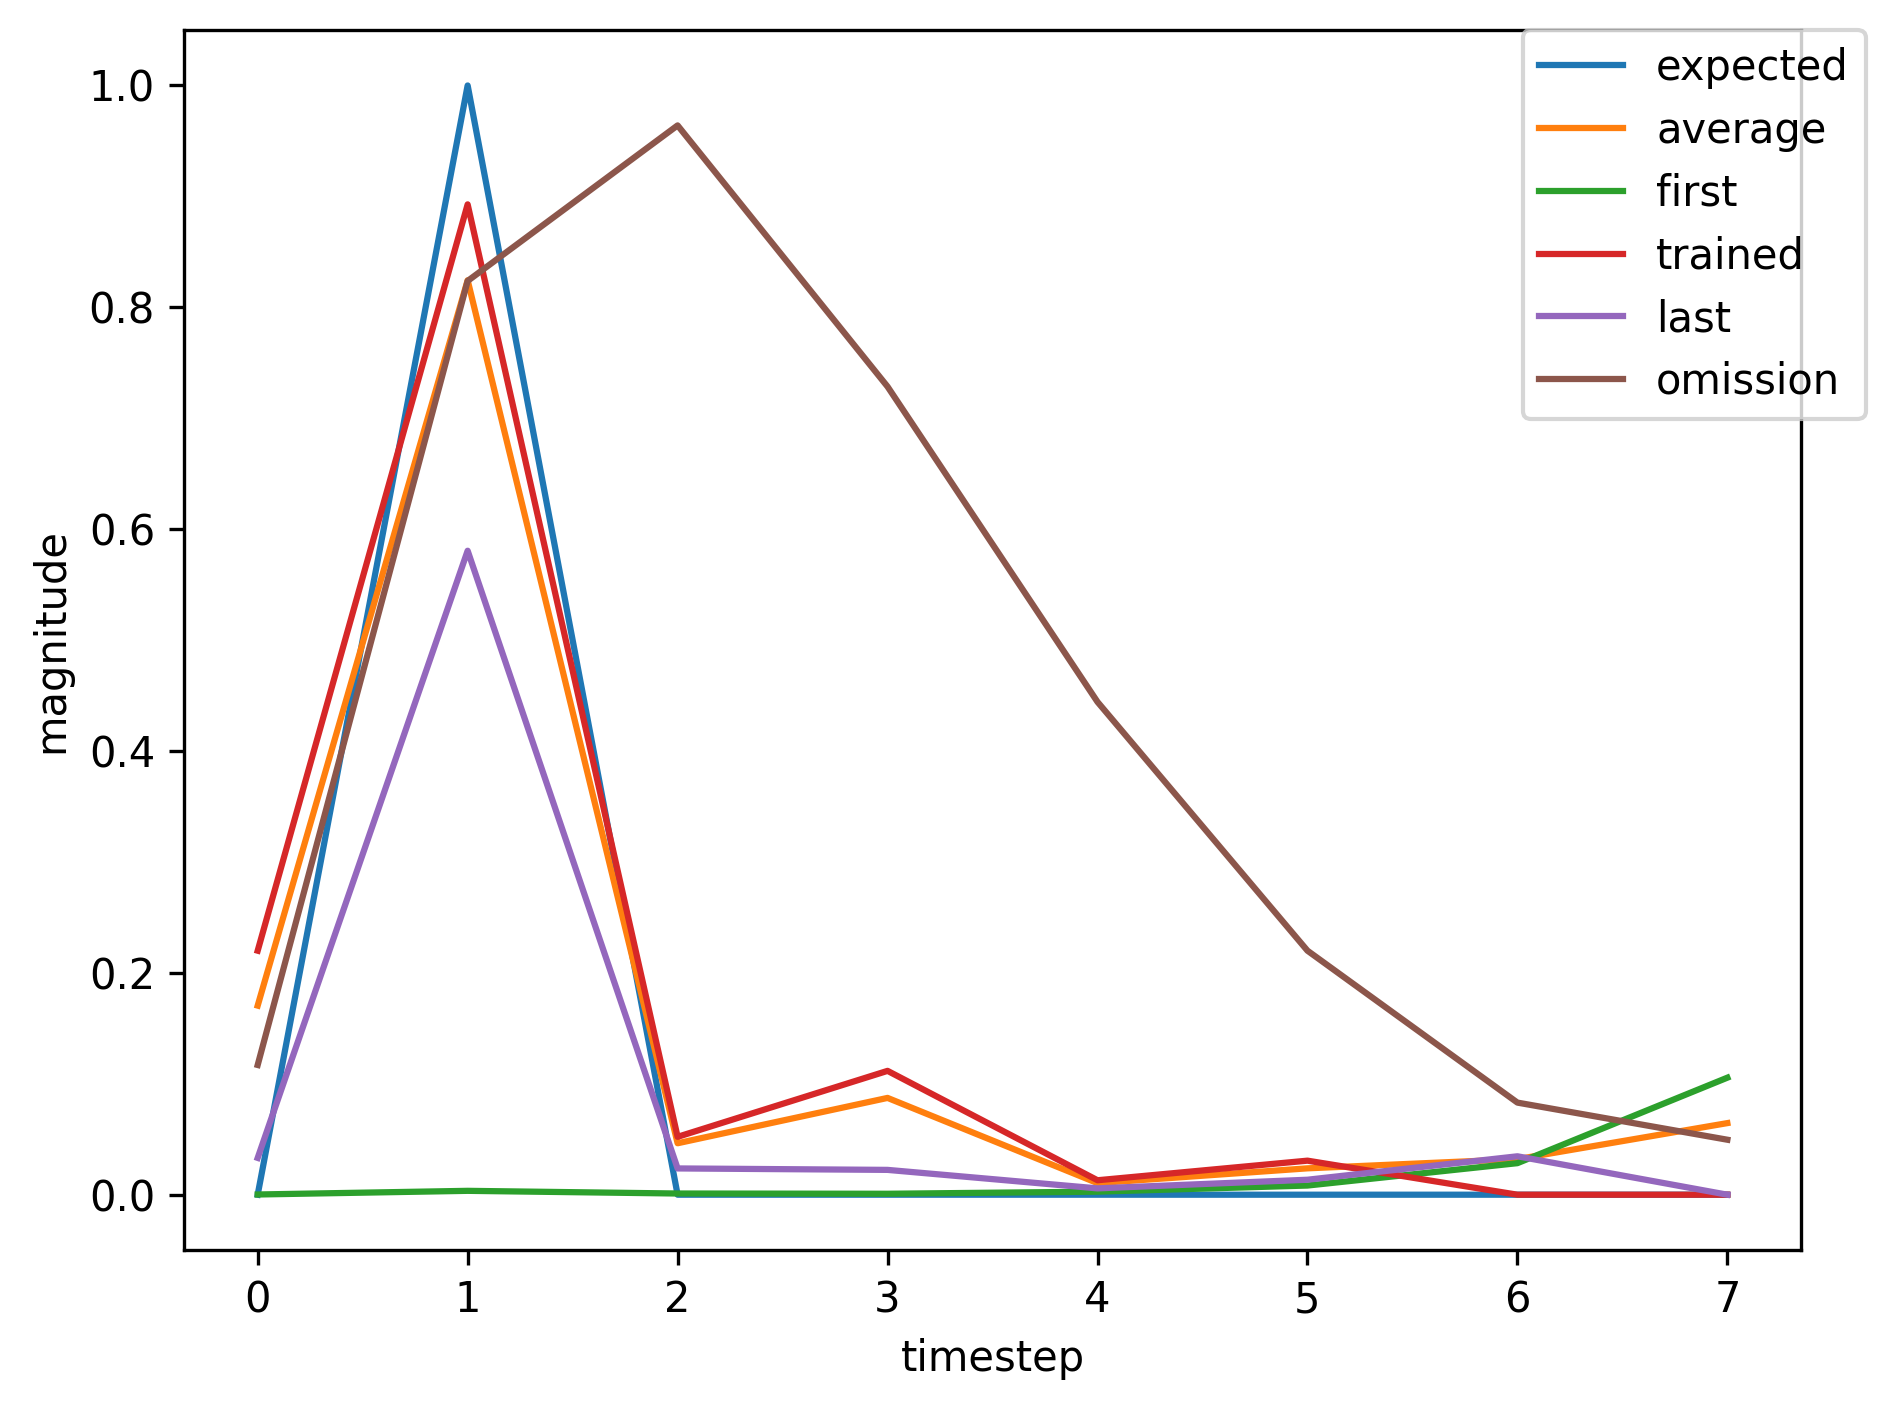 expected
average
first
trained
last
omission
1.0
0.8
0.6
0.4
0.2
0.0
magnitude
0 1 2 3 4 5 6 7
timestep